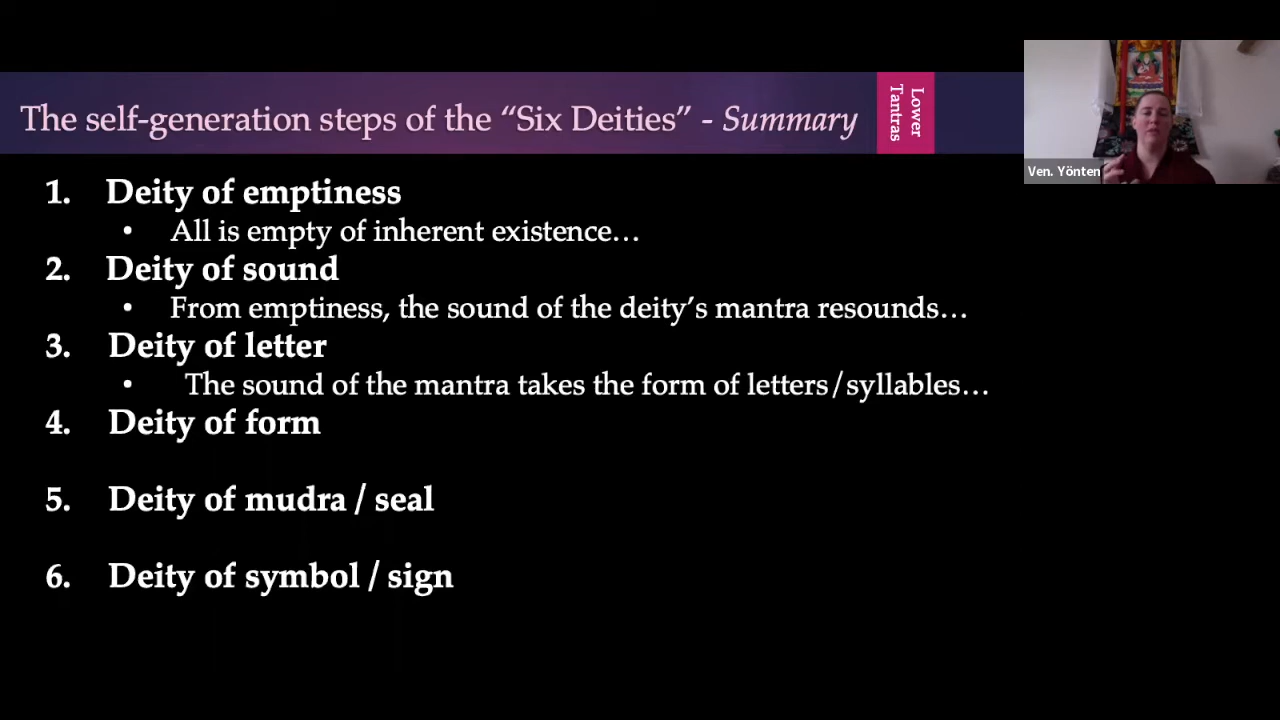 The self-generation steps of the “Six Deities” - Summary
Lower
Tantras
Ven. Yönten
1. Deity of emptiness
• All is empty of inherent existence…
2. Deity of sound
• From emptiness, the sound of the deity’s mantra resounds…
3. Deity of letter
• The sound of the mantra takes the form of letters/syllables…
4. Deity of form
5. Deity of mudra / seal
6. Deity of symbol / sign